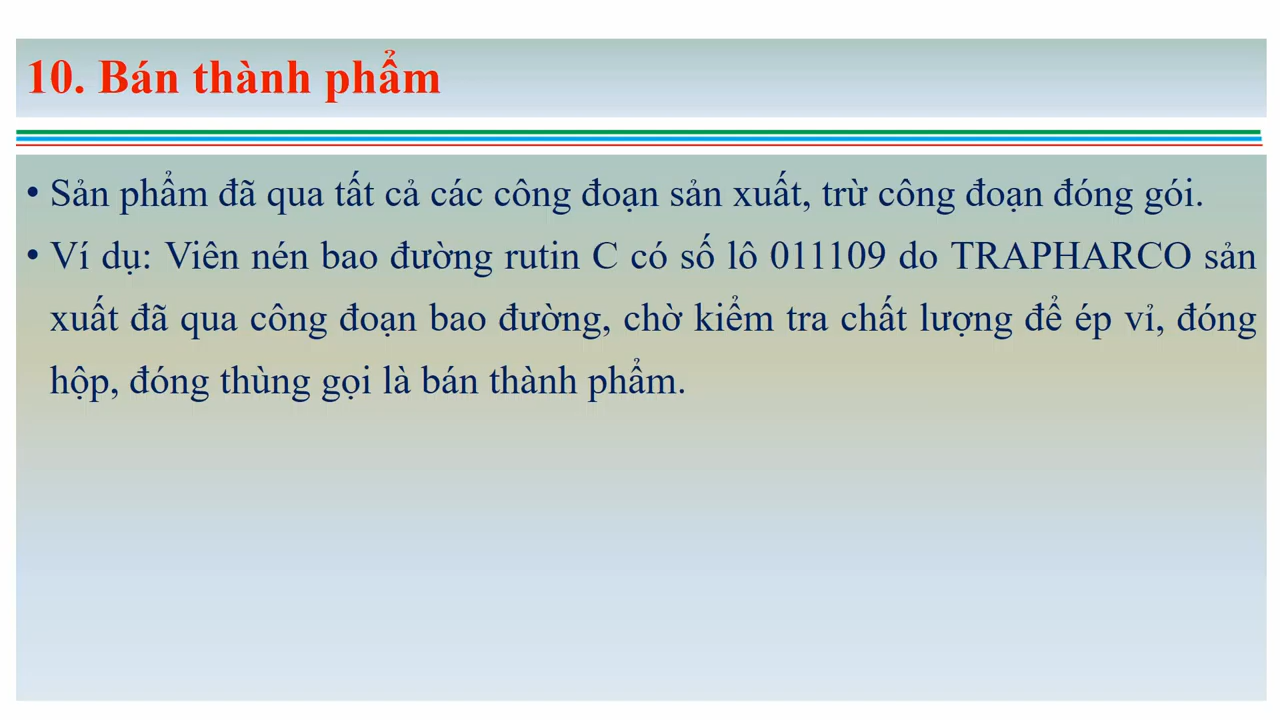 10. Bán thành phẩm
• Sản phẩm đã qua tất cả các công đoạn sản xuất, trừ công đoạn đóng gói.
• Ví dụ: Viên nén bao đường rutin C có số lô 011109 do TRAPHARCO sản
xuất đã qua công đoạn bao đường, chờ kiểm tra chất lượng để ép vỉ, đóng
hộp, đóng thùng gọi là bán thành phẩm.